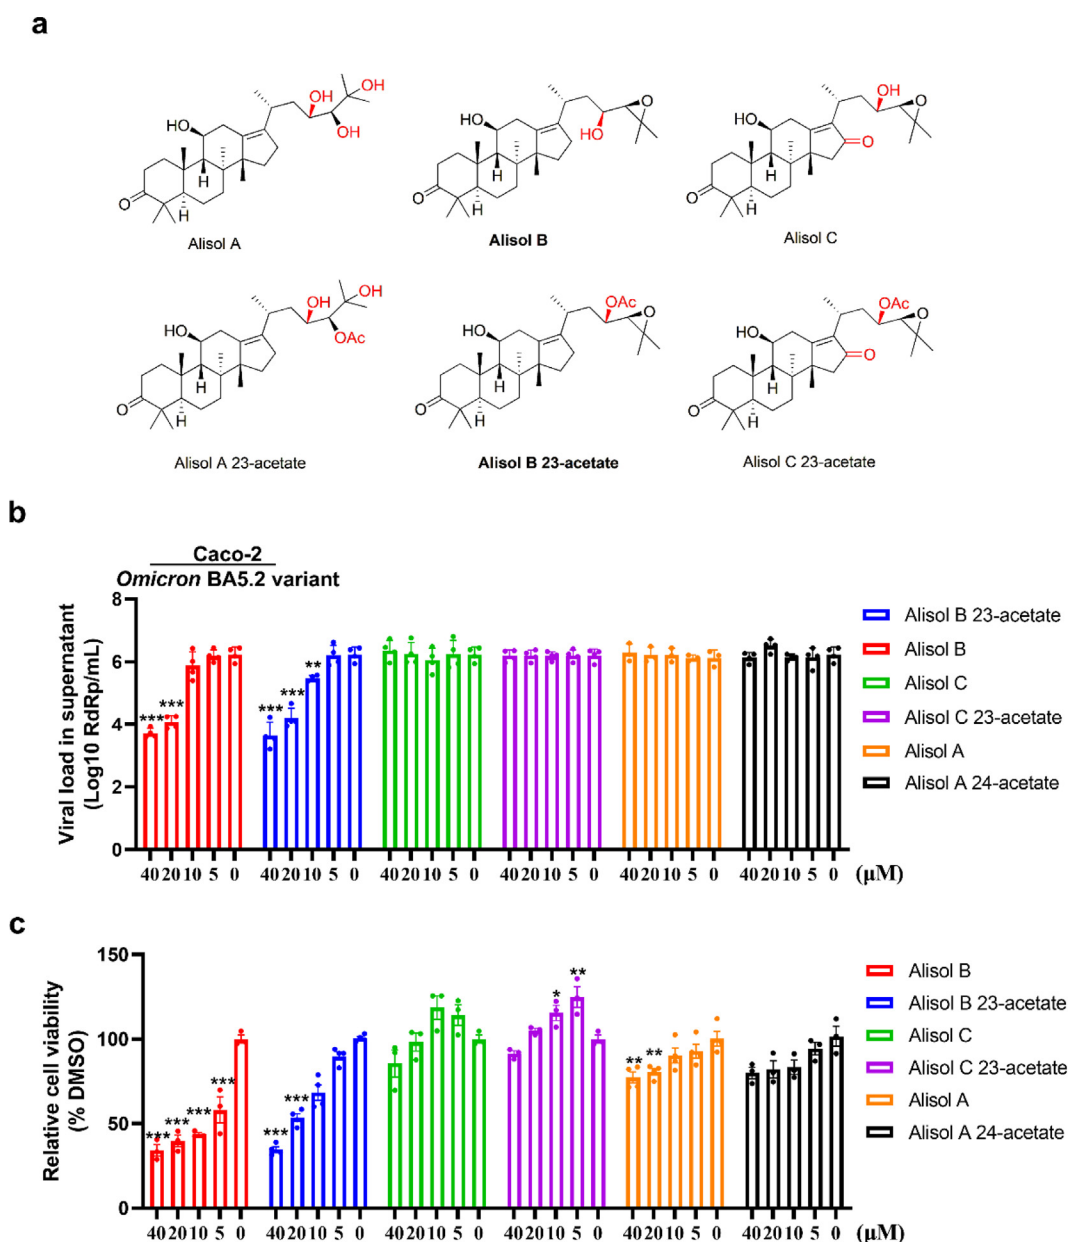 a
OH
OH
OH
HO
H
H
O
Alisol A
HO
HO
O
H
H
O
Alisol B
OH
O
HO
O
H
H
O
Alisol C
OH
OH
OAc
HO
H
H
O
Alisol A 23-acetate
OAc
O
HO
H
H
O
Alisol B 23-acetate
OAc
O
HO
O
H
H
O
Alisol C 23-acetate
b
Caco-2
Omicron BA5.2 variant
Viral load in supernatant
(Log10 RdRp/mL)
8
6
4
2
0
*** *** *** *** **
40 20 10 5 0 40 20 10 5 0 40 20 10 5 0 40 20 10 5 0 40 20 10 5 0 40 20 10 5 0 (μM)
Alisol B 23-acetate
Alisol B
Alisol C
Alisol C 23-acetate
Alisol A
Alisol A 24-acetate
c
Relative cell viability
(% DMSO)
150
100
50
0
*** *** *** *** *** *** * ** ** **
40 20 10 5 0 40 20 10 5 0 40 20 10 5 0 40 20 10 5 0 40 20 10 5 0 40 20 10 5 0 (μM)
Alisol B
Alisol B 23-acetate
Alisol C
Alisol C 23-acetate
Alisol A
Alisol A 24-acetate